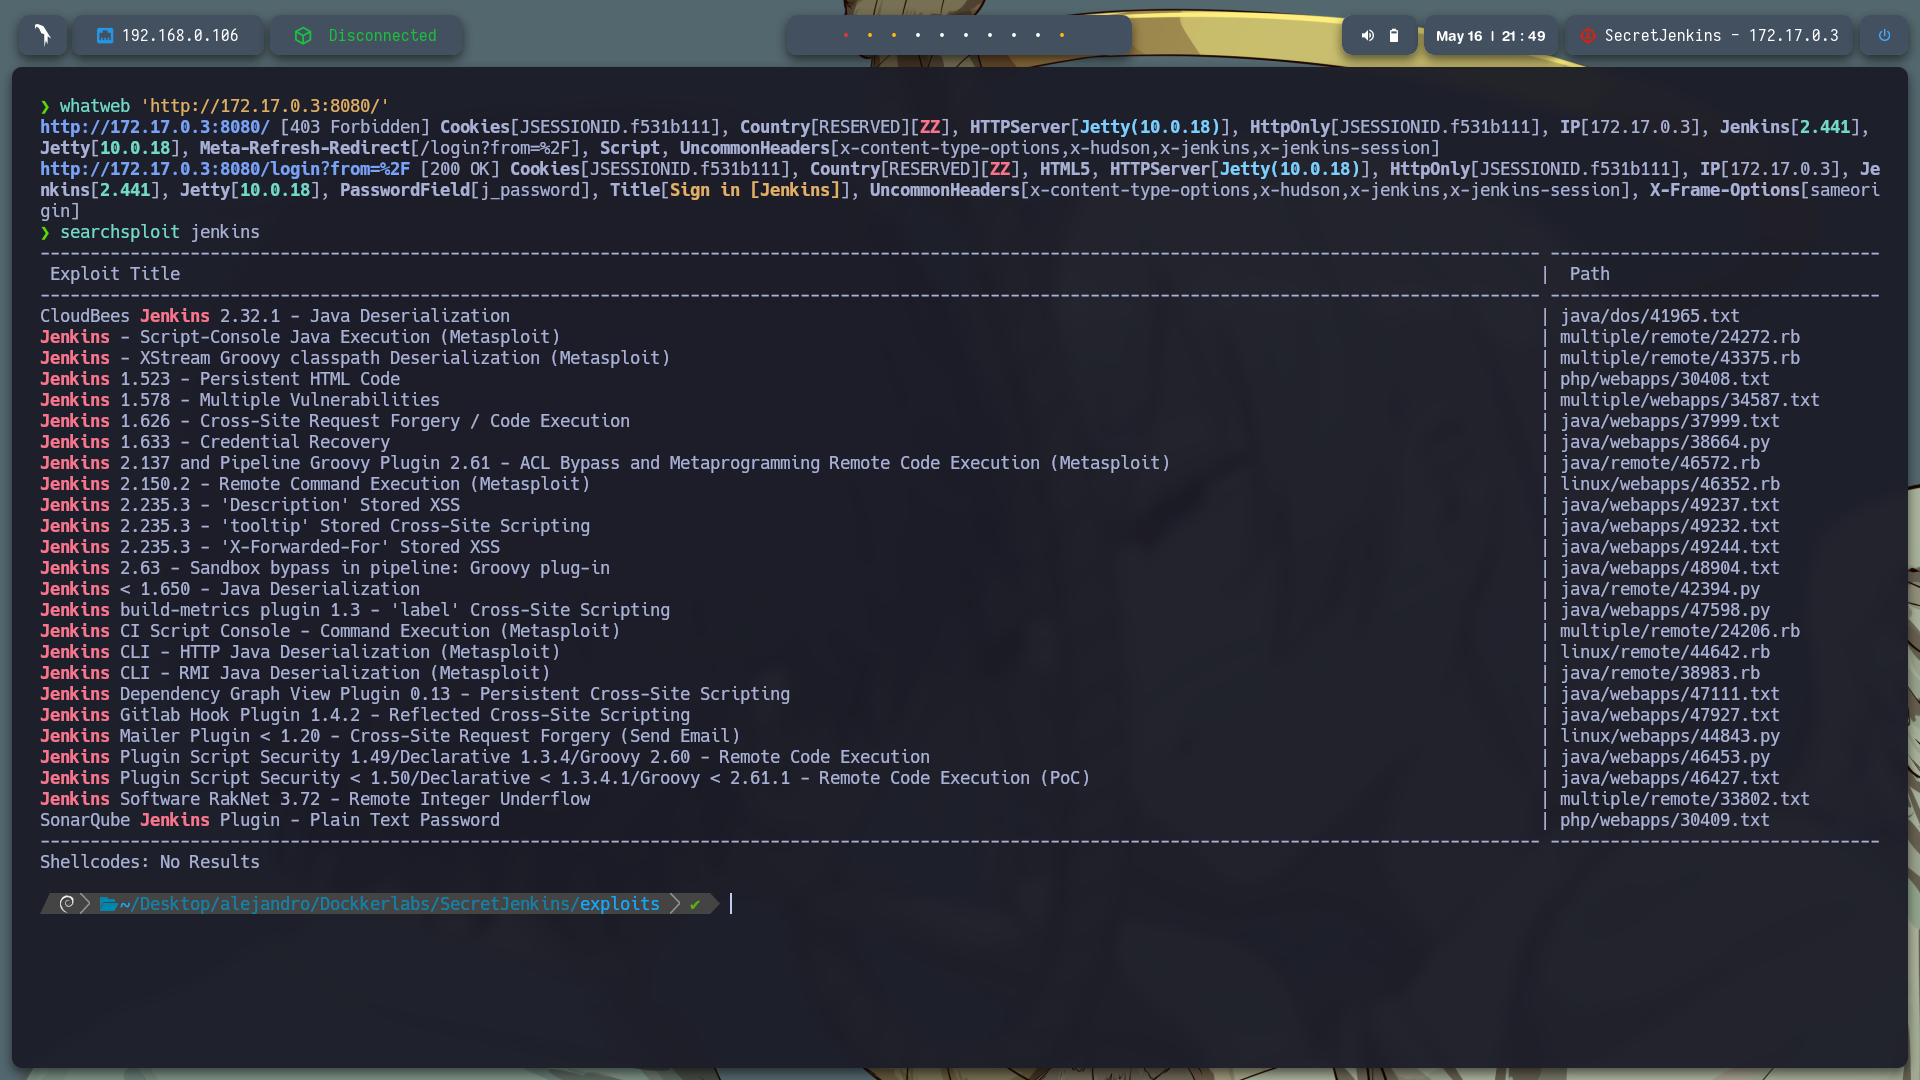 192.168.0.106 Disconnected May 16 | 21 : 49 SecretJenkins - 172.17.0.3
❯ whatweb 'http://172.17.0.3:8080/'
http://172.17.0.3:8080/ [403 Forbidden] Cookies[JSESSIONID.f531b111], Country[RESERVED][ZZ], HTTPServer[Jetty(10.0.18)], HttpOnly[JSESSIONID.f531b111], IP[172.17.0.3], Jenkins[2.441],
Jetty[10.0.18], Meta-Refresh-Redirect[/login?from=%2F], Script, UncommonHeaders[x-content-type-options,x-hudson,x-jenkins,x-jenkins-session]
http://172.17.0.3:8080/login?from=%2F [200 OK] Cookies[JSESSIONID.f531b111], Country[RESERVED][ZZ], HTML5, HTTPServer[Jetty(10.0.18)], HttpOnly[JSESSIONID.f531b111], IP[172.17.0.3], Je
nkins[2.441], Jetty[10.0.18], PasswordField[j_password], Title[Sign in [Jenkins]], UncommonHeaders[x-content-type-options,x-hudson,x-jenkins,x-jenkins-session], X-Frame-Options[sameori
gin]
❯ searchsploit jenkins
Exploit Title | Path
CloudBees Jenkins 2.32.1 - Java Deserialization | java/dos/41965.txt
Jenkins - Script-Console Java Execution (Metasploit) | multiple/remote/24272.rb
Jenkins - XStream Groovy classpath Deserialization (Metasploit) | multiple/remote/43375.rb
Jenkins 1.523 - Persistent HTML Code | php/webapps/30408.txt
Jenkins 1.578 - Multiple Vulnerabilities | multiple/webapps/34587.txt
Jenkins 1.626 - Cross-Site Request Forgery / Code Execution | java/webapps/37999.txt
Jenkins 1.633 - Credential Recovery | java/webapps/38664.py
Jenkins 2.137 and Pipeline Groovy Plugin 2.61 - ACL Bypass and Metaprogramming Remote Code Execution (Metasploit) | java/remote/46572.rb
Jenkins 2.150.2 - Remote Command Execution (Metasploit) | linux/webapps/46352.rb
Jenkins 2.235.3 - 'Description' Stored XSS | java/webapps/49237.txt
Jenkins 2.235.3 - 'tooltip' Stored Cross-Site Scripting | java/webapps/49232.txt
Jenkins 2.235.3 - 'X-Forwarded-For' Stored XSS | java/webapps/49244.txt
Jenkins 2.63 - Sandbox bypass in pipeline: Groovy plug-in | java/webapps/48904.txt
Jenkins < 1.650 - Java Deserialization | java/remote/42394.py
Jenkins build-metrics plugin 1.3 - 'label' Cross-Site Scripting | java/webapps/47598.py
Jenkins CI Script Console - Command Execution (Metasploit) | multiple/remote/24206.rb
Jenkins CLI - HTTP Java Deserialization (Metasploit) | linux/remote/44642.rb
Jenkins CLI - RMI Java Deserialization (Metasploit) | java/remote/38983.rb
Jenkins Dependency Graph View Plugin 0.13 - Persistent Cross-Site Scripting | java/webapps/47111.txt
Jenkins Gitlab Hook Plugin 1.4.2 - Reflected Cross-Site Scripting | java/webapps/47927.txt
Jenkins Mailer Plugin < 1.20 - Cross-Site Request Forgery (Send Email) | linux/webapps/44843.py
Jenkins Plugin Script Security 1.49/Declarative 1.3.4/Groovy 2.60 - Remote Code Execution | java/webapps/46453.py
Jenkins Plugin Script Security < 1.50/Declarative < 1.3.4.1/Groovy < 2.61.1 - Remote Code Execution (PoC) | java/webapps/46427.txt
Jenkins Software RakNet 3.72 - Remote Integer Underflow | multiple/remote/33802.txt
SonarQube Jenkins Plugin - Plain Text Password | php/webapps/30409.txt
Shellcodes: No Results
~/Desktop/alejandro/Dockkerlabs/SecretJenkins/exploits ✔